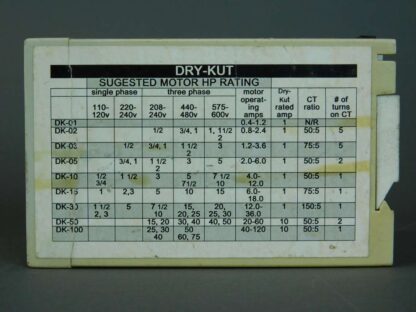 DRY-KUT
SUGESTED MOTOR HP RATING
single phase three phase motor operat- ing amps Dry- Kut rated amps CT ratio # of turns on CT
110- 120v 220- 240v 208- 240v 440- 480v 575- 600v
DK-01 0.4-1.2 1 N/R
DK-02 1/2 3/4, 1 1, 11/2 2 0.8-2.4 1 50:5 5
DK-03 1/2 3/4, 1 1 1/2 2 3 1.2-3.6 1 75:5 5
DK-05 3/4, 1 1 1/2 2 3 5 2.0-6.0 1 50:5 2
DK-10 1/2 3/4 1 1/2 3 5 71/2 7 1/2 10 4.0- 12.0 1 50:5 1
DK-15 1 2,3 5 10 15 6.0- 18.0 1 75:5 1
DK-30 1 1/2 2, 3 5 7 1/2 10 15, 20, 25 20, 25, 30 12.0- 36.0 1 150:5 1
DK-50 15, 20 30, 40 40, 50 20-60 10 50:5 2
DK-100 25, 30 40 50 60, 75 40-120 10 50:5 1